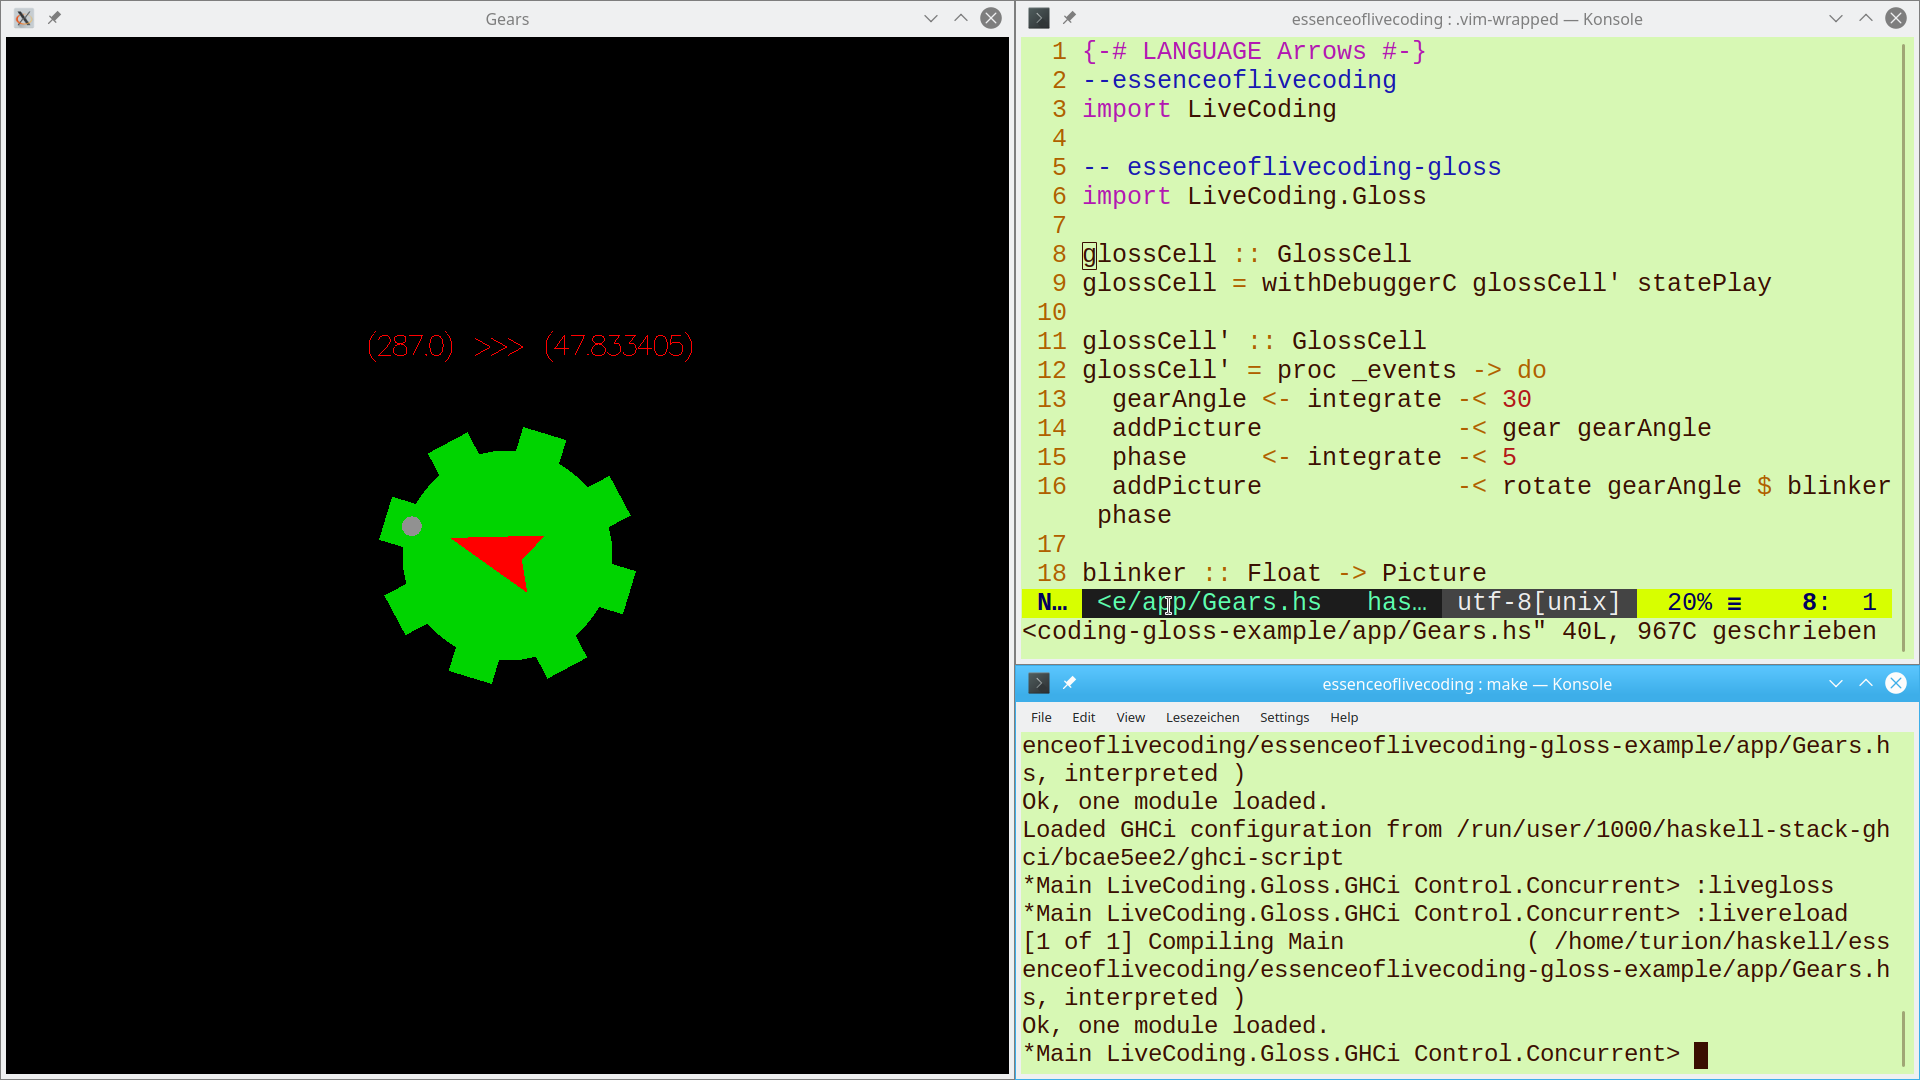 Gears
(287.0) >>> (47.833405)
essenceoflivecoding : .vim-wrapped — Konsole
1 {-# LANGUAGE Arrows #-}
2 --essenceoflivecoding
3 import LiveCoding
4
5 -- essenceoflivecoding-gloss
6 import LiveCoding.Gloss
7
8 glossCell :: GlossCell
9 glossCell = withDebuggerC glossCell' statePlay
10
11 glossCell' :: GlossCell
12 glossCell' = proc _events -> do
13   gearAngle <- integrate -< 30
14   addPicture             -< gear gearAngle
15   phase     <- integrate -< 5
16   addPicture             -< rotate gearAngle $ blinker
 phase
17
18 blinker :: Float -> Picture
N… <e/app/Gears.hs has… utf-8[unix] 20% ≡ 8: 1
<coding-gloss-example/app/Gears.hs" 40L, 967C geschrieben
essenceoflivecoding : make — Konsole
File Edit View Lesezeichen Settings Help
enceoflivecoding/essenceoflivecoding-gloss-example/app/Gears.h
s, interpreted )
Ok, one module loaded.
Loaded GHCi configuration from /run/user/1000/haskell-stack-gh
ci/bcae5ee2/ghci-script
*Main LiveCoding.Gloss.GHCi Control.Concurrent> :livegloss
*Main LiveCoding.Gloss.GHCi Control.Concurrent> :livereload
[1 of 1] Compiling Main             ( /home/turion/haskell/ess
enceoflivecoding/essenceoflivecoding-gloss-example/app/Gears.h
s, interpreted )
Ok, one module loaded.
*Main LiveCoding.Gloss.GHCi Control.Concurrent>